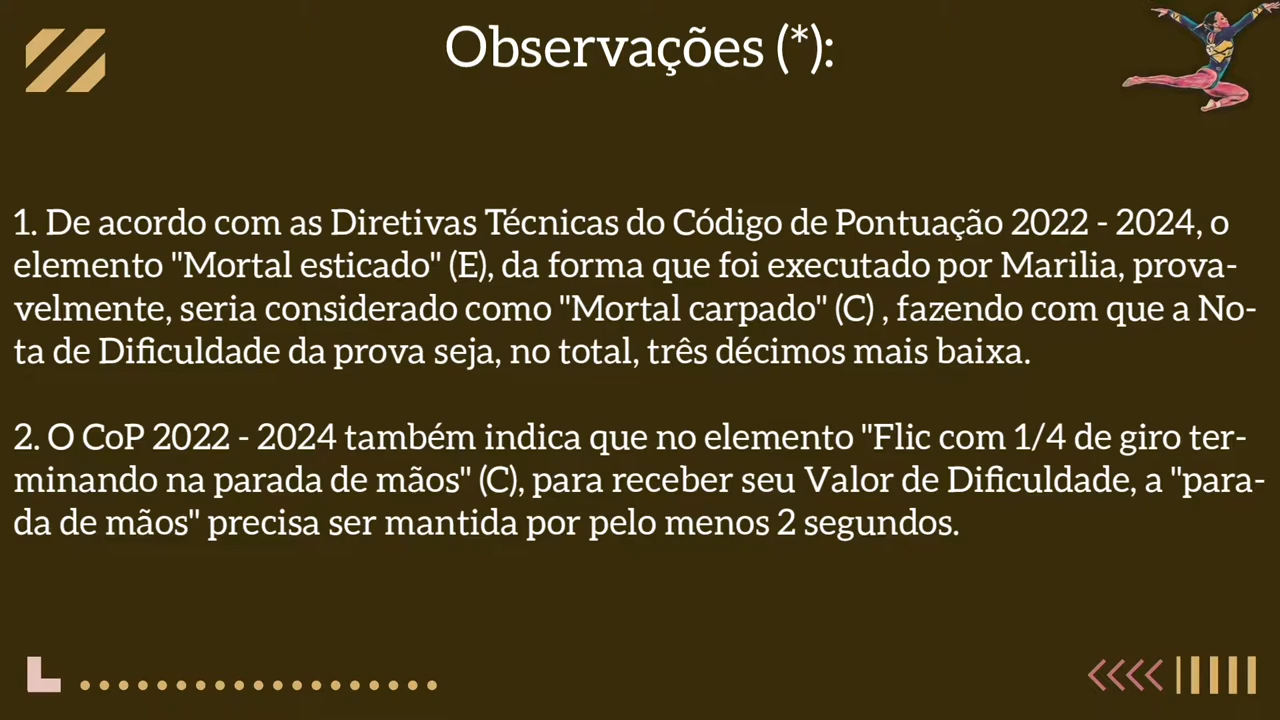 Observações (*):
1. De acordo com as Diretivas Técnicas do Código de Pontuação 2022 - 2024, o
elemento "Mortal esticado" (E), da forma que foi executado por Marilia, prova-
velmente, seria considerado como "Mortal carpado" (C) , fazendo com que a No-
ta de Dificuldade da prova seja, no total, três décimos mais baixa.
2. O CoP 2022 - 2024 também indica que no elemento "Flic com 1/4 de giro ter-
minando na parada de mãos" (C), para receber seu Valor de Dificuldade, a "para-
da de mãos" precisa ser mantida por pelo menos 2 segundos.